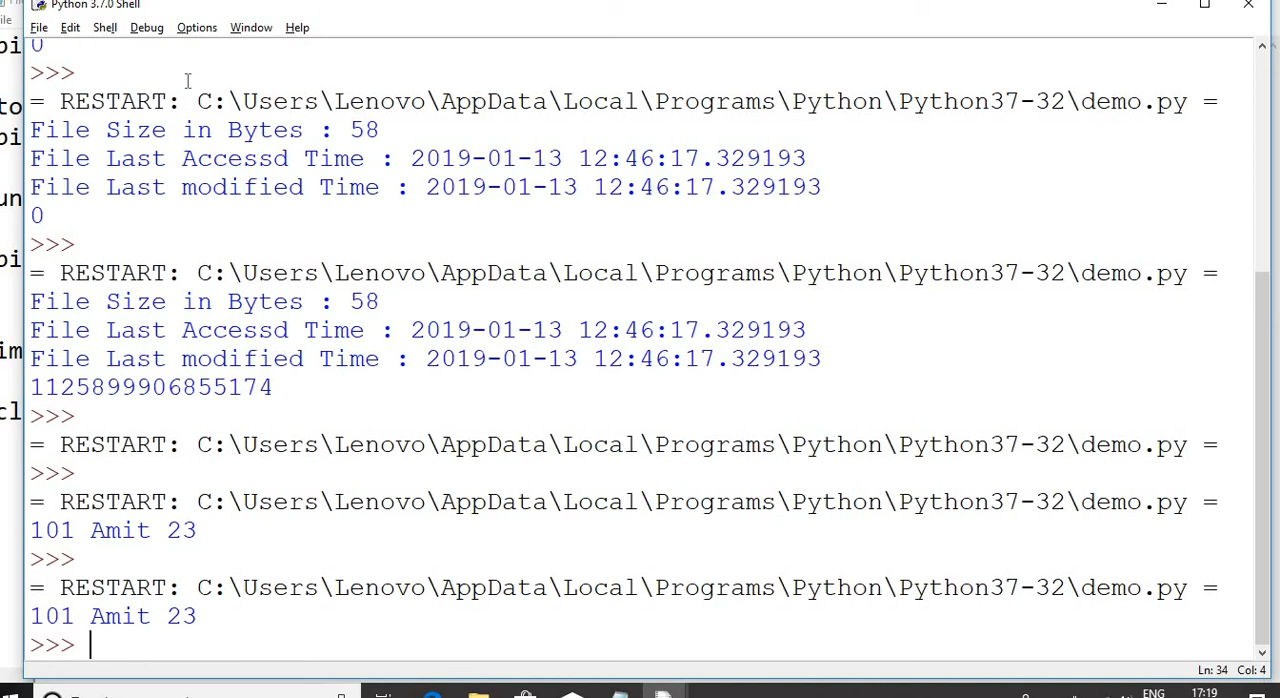 Python 3.7.0 Shell
File Edit Shell Debug Options Window Help
0
>>>
= RESTART: C:\Users\Lenovo\AppData\Local\Programs\Python\Python37-32\demo.py =
File Size in Bytes : 58
File Last Accessd Time : 2019-01-13 12:46:17.329193
File Last modified Time : 2019-01-13 12:46:17.329193
0
>>>
= RESTART: C:\Users\Lenovo\AppData\Local\Programs\Python\Python37-32\demo.py =
File Size in Bytes : 58
File Last Accessd Time : 2019-01-13 12:46:17.329193
File Last modified Time : 2019-01-13 12:46:17.329193
1125899906855174
>>>
= RESTART: C:\Users\Lenovo\AppData\Local\Programs\Python\Python37-32\demo.py =
>>>
= RESTART: C:\Users\Lenovo\AppData\Local\Programs\Python\Python37-32\demo.py =
101 Amit 23
>>>
= RESTART: C:\Users\Lenovo\AppData\Local\Programs\Python\Python37-32\demo.py =
101 Amit 23
>>>
Ln: 34 Col: 4
ENG 17:19